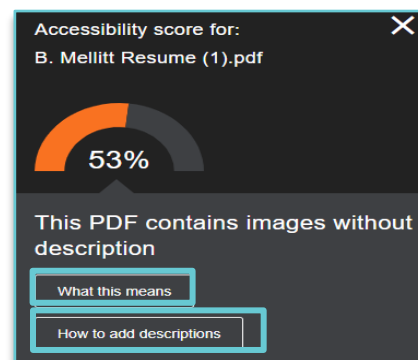 Accessibility score for:
B. Mellitt Resume (1).pdf
53%
This PDF contains images without
description
What this means
How to add descriptions